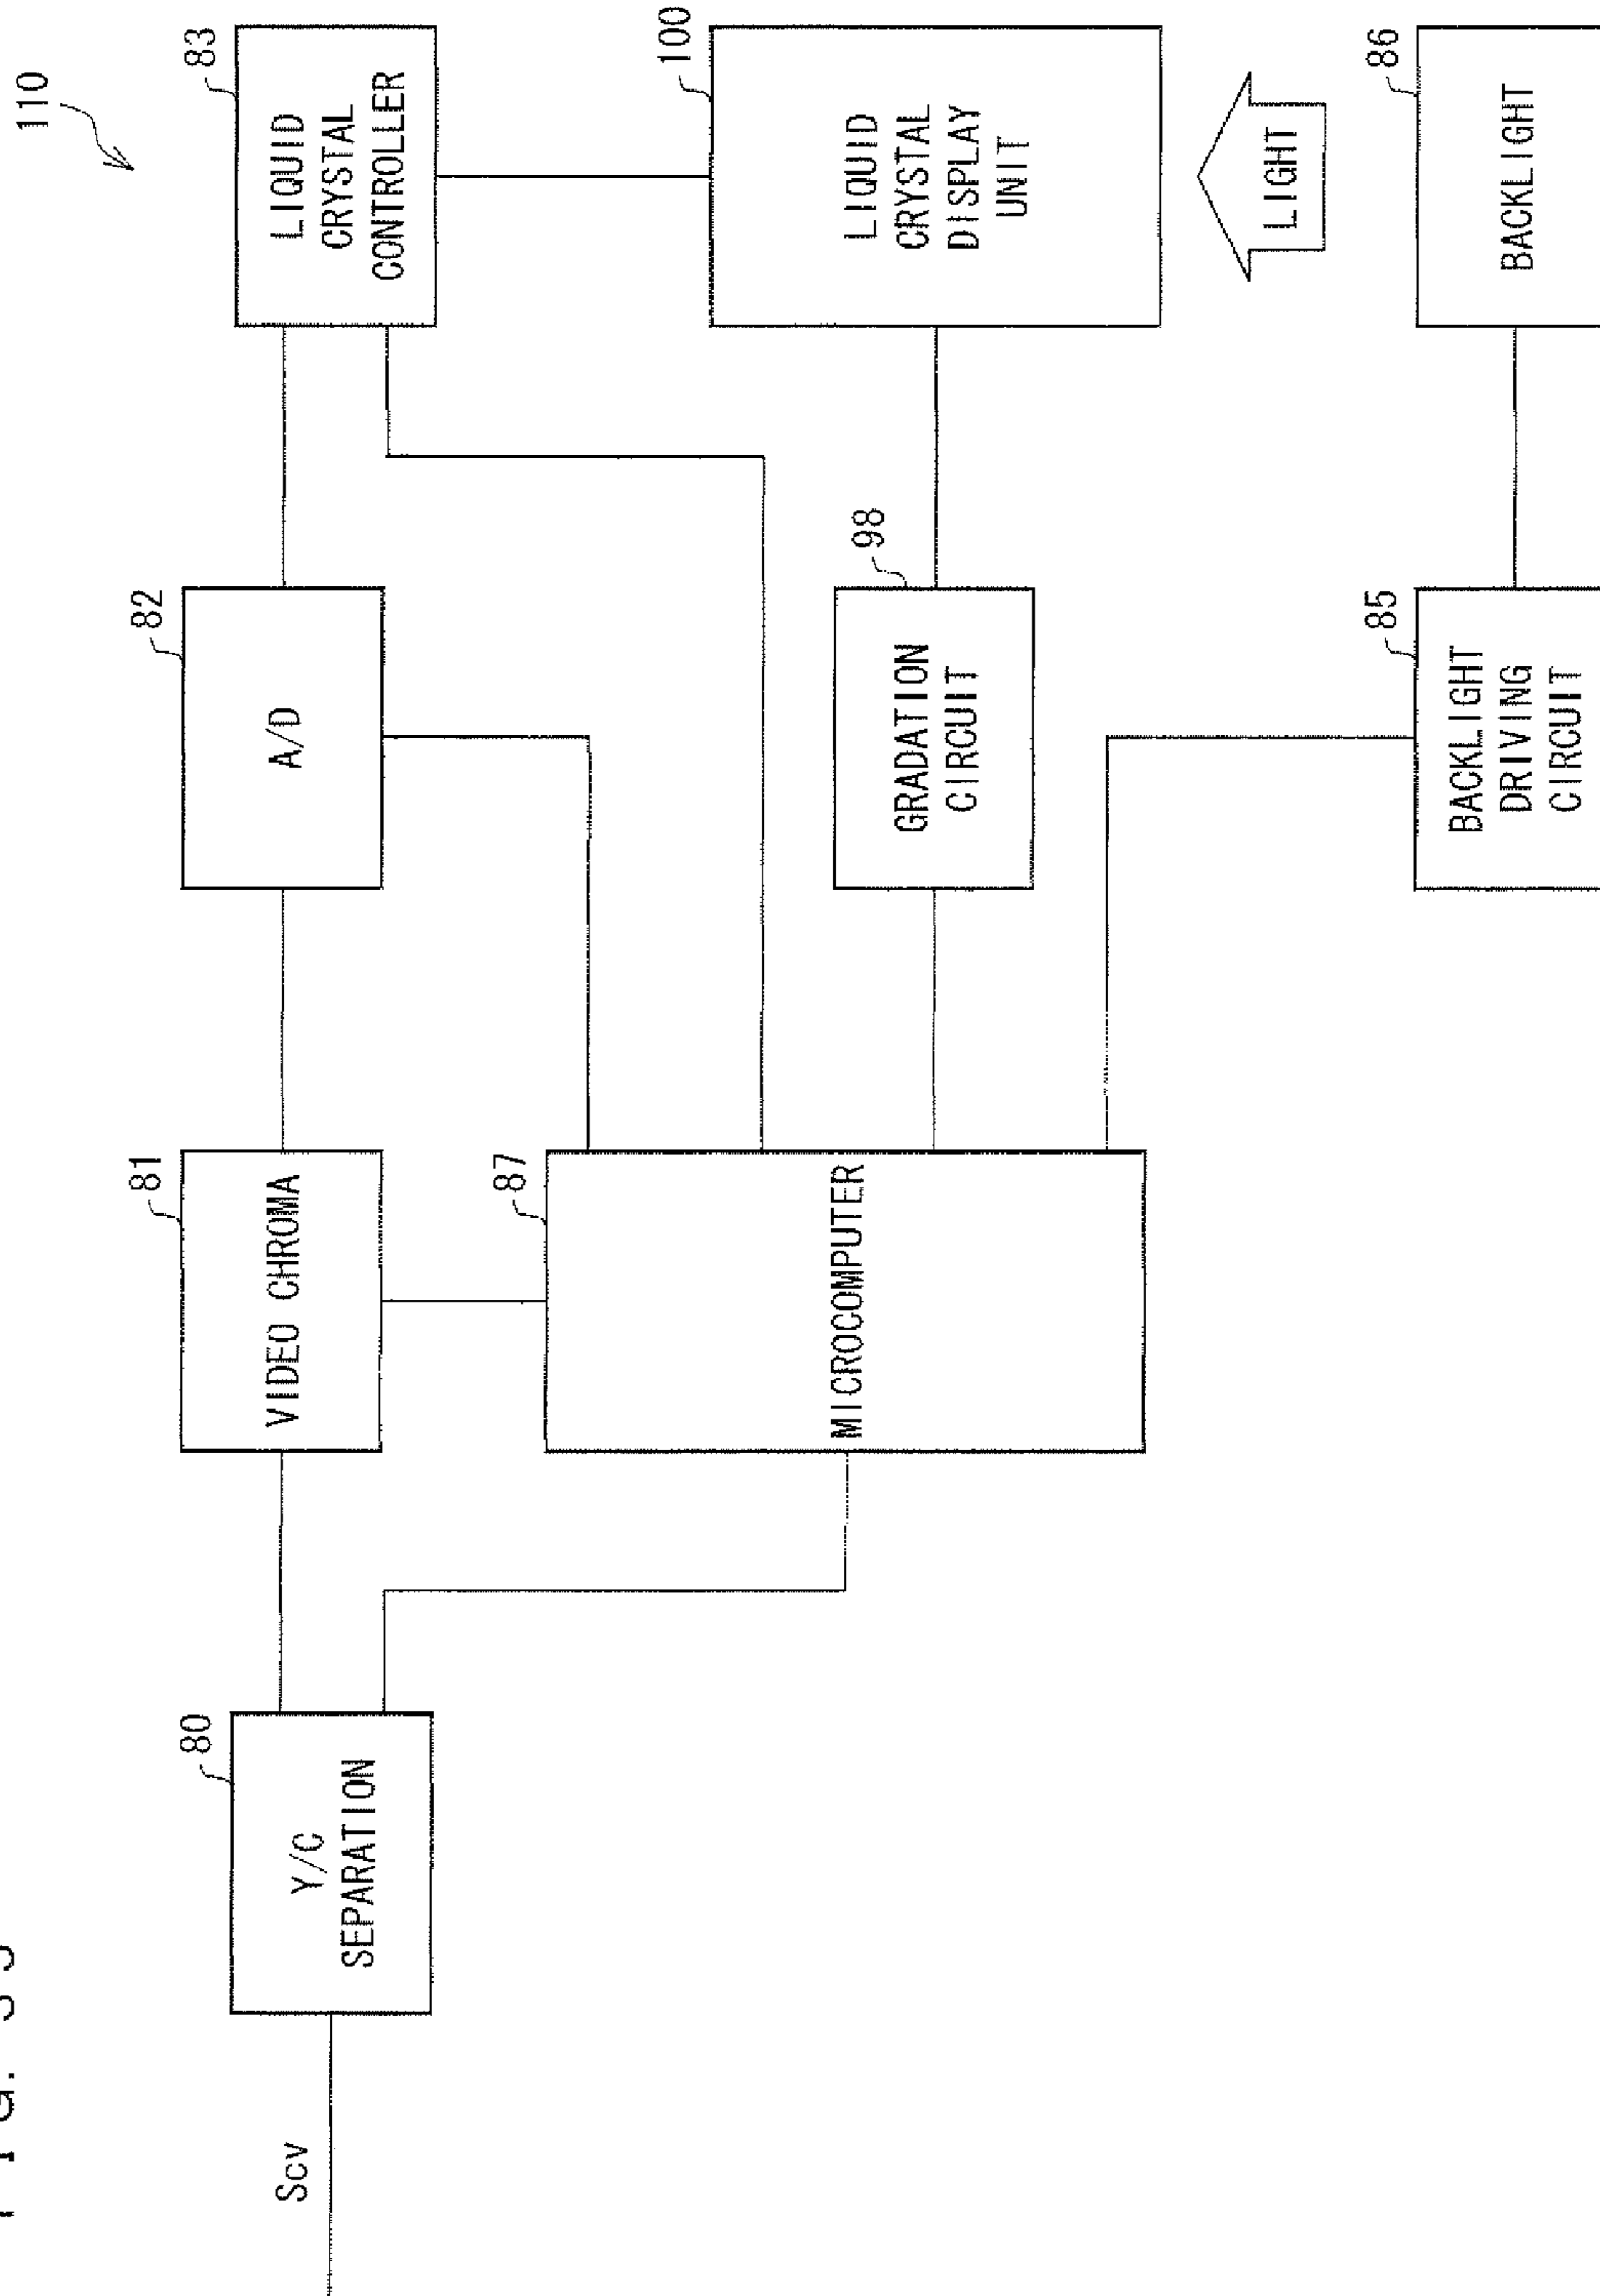 FIG.
110
80
81
82
83
Scv
Y/C
SEPARATION
VIDEO CHROMA
A/D
LIQUID
CRYSTAL
CONTROLLER
87
MICROCOMPUTER
98
GRADATION
CIRCUIT
100
LIQUID
CRYSTAL
DISPLAY
UNIT
LIGHT
85
BACKLIGHT
DRIVING
CIRCUIT
86
BACKLIGHT